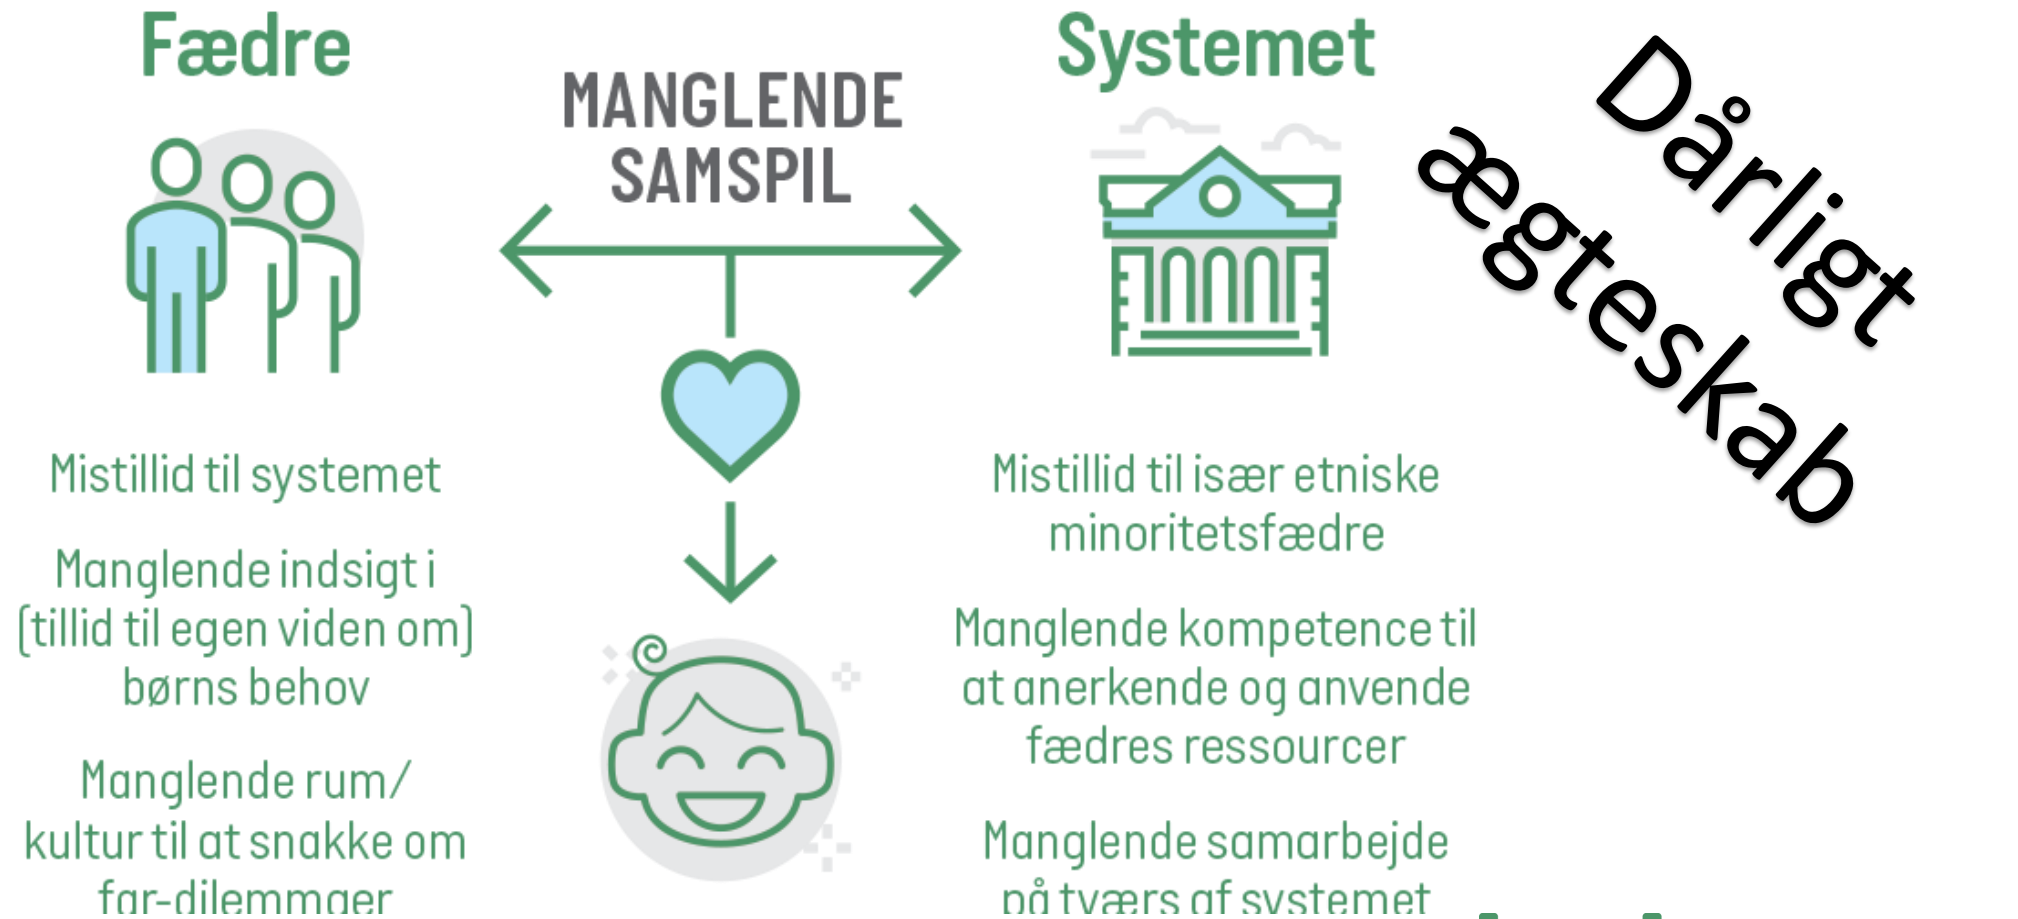 Fædre
MANGLENDE
SAMSPIL
Systemet
Dårligt
ægteskab
Mistillid til systemet
Manglende indsigt i
(tillid til egen viden om)
børns behov
Manglende rum/
kultur til at snakke om
far-dilemmaer
Mistillid til især etniske
minoritetsfædre
Manglende kompetence til
at anerkende og anvende
fædres ressourcer
Manglende samarbejde
på tværs af systemet